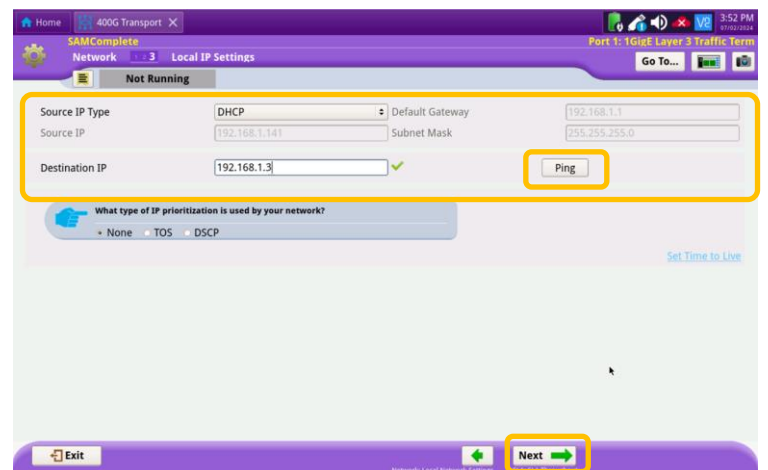 Home 400G Transport 3:52 PM
07/02/2024
SAMComplete Port 1: 1GigE Layer 3 Traffic Term
Network 3 Local IP Settings Go To...
Not Running
Source IP Type DHCP Default Gateway 192.168.1.1
Source IP 192.168.1.141 Subnet Mask 255.255.255.0
Destination IP 192.168.1.3 Ping
What type of IP prioritization is used by your network?
None TOS DSCP
Set Time to Live
Exit Next